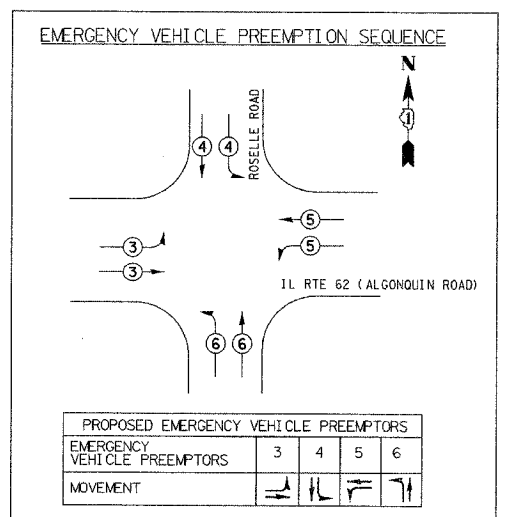 EMERGENCY VEHICLE PREEMPTION SEQUENCE
N
1
ROSELLE ROAD
4 4
5
3
5
3
IL RTE 62 (ALGONQUIN ROAD)
6 6
PROPOSED EMERGENCY VEHICLE PREEMPTORS
EMERGENCY
VEHICLE PREEMPTORS 3 4 5 6
MOVEMENT